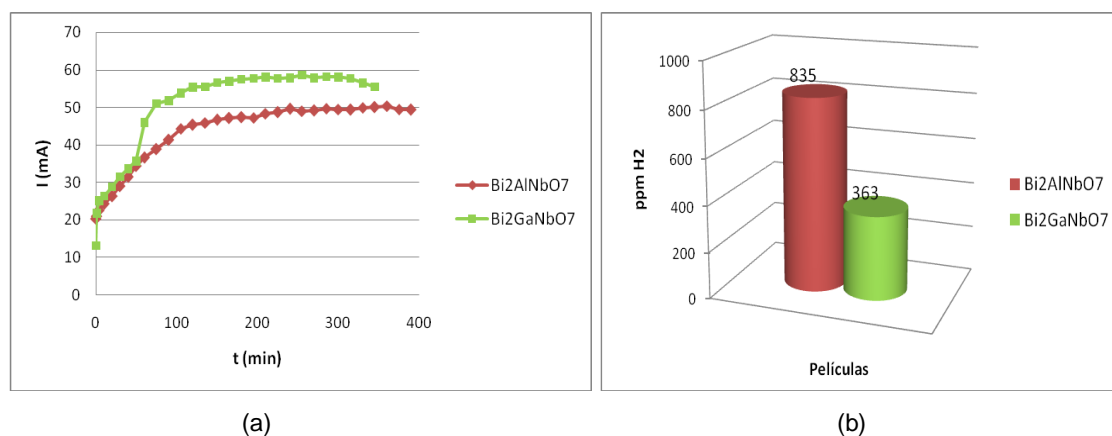 70
60
50
40
30
20
10
0
I (mA)
0 100 200 300 400
t (min)
Bi2AlNbO7
Bi2GaNbO7
(a)
1000
800
600
400
200
0
ppm H2
835
363
Películas
Bi2AlNbO7
Bi2GaNbO7
(b)